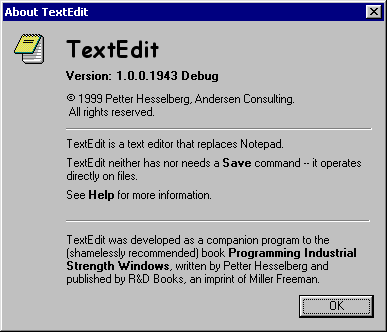 About TextEdit
TextEdit
Version: 1.0.0.1943 Debug
© 1999 Petter Hesselberg, Andersen Consulting.
All rights reserved.
TextEdit is a text editor that replaces Notepad.
TextEdit neither has nor needs a Save command -- it operates
directly on files.
See Help for more information.
TextEdit was developed as a companion program to the
(shamelessly recommended) book Programming Industrial
Strength Windows, written by Petter Hesselberg and
published by R&D Books, an imprint of Miller Freeman.
OK